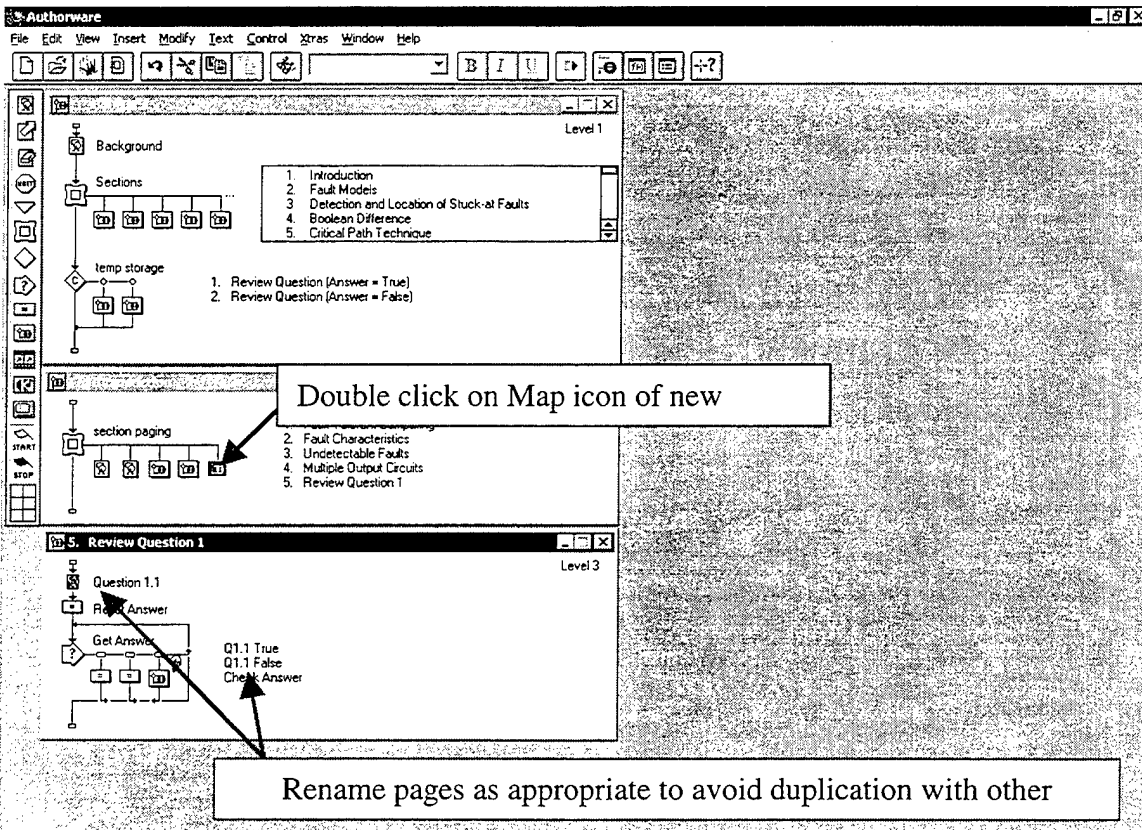 Authorware
File Edit View Insert Modify Text Control Xtras Window Help
B I U
Level 1
Background
Sections
1. Introduction
2. Fault Models
3 Detection and Location of Stuck-at Faults
4. Boolean Difference
5. Critical Path Technique
temp storage
1. Review Question (Answer = True)
2. Review Question (Answer = False)
Double click on Map icon of new
section paging
2. Fault Characteristics
3. Undetectable Faults
4. Multiple Output Circuits
5. Review Question 1
START
STOP
5. Review Question 1
Level 3
Question 1.1
Answer
Get Answer
Q1.1 True
Q1.1 False
Check Answer
Rename pages as appropriate to avoid duplication with other